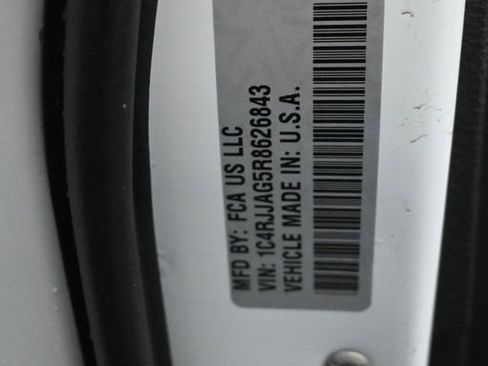 MFD BY: FCA US LLC
VIN: 1C4RJJAG5R8626843
VEHICLE MADE IN: U.S.A.